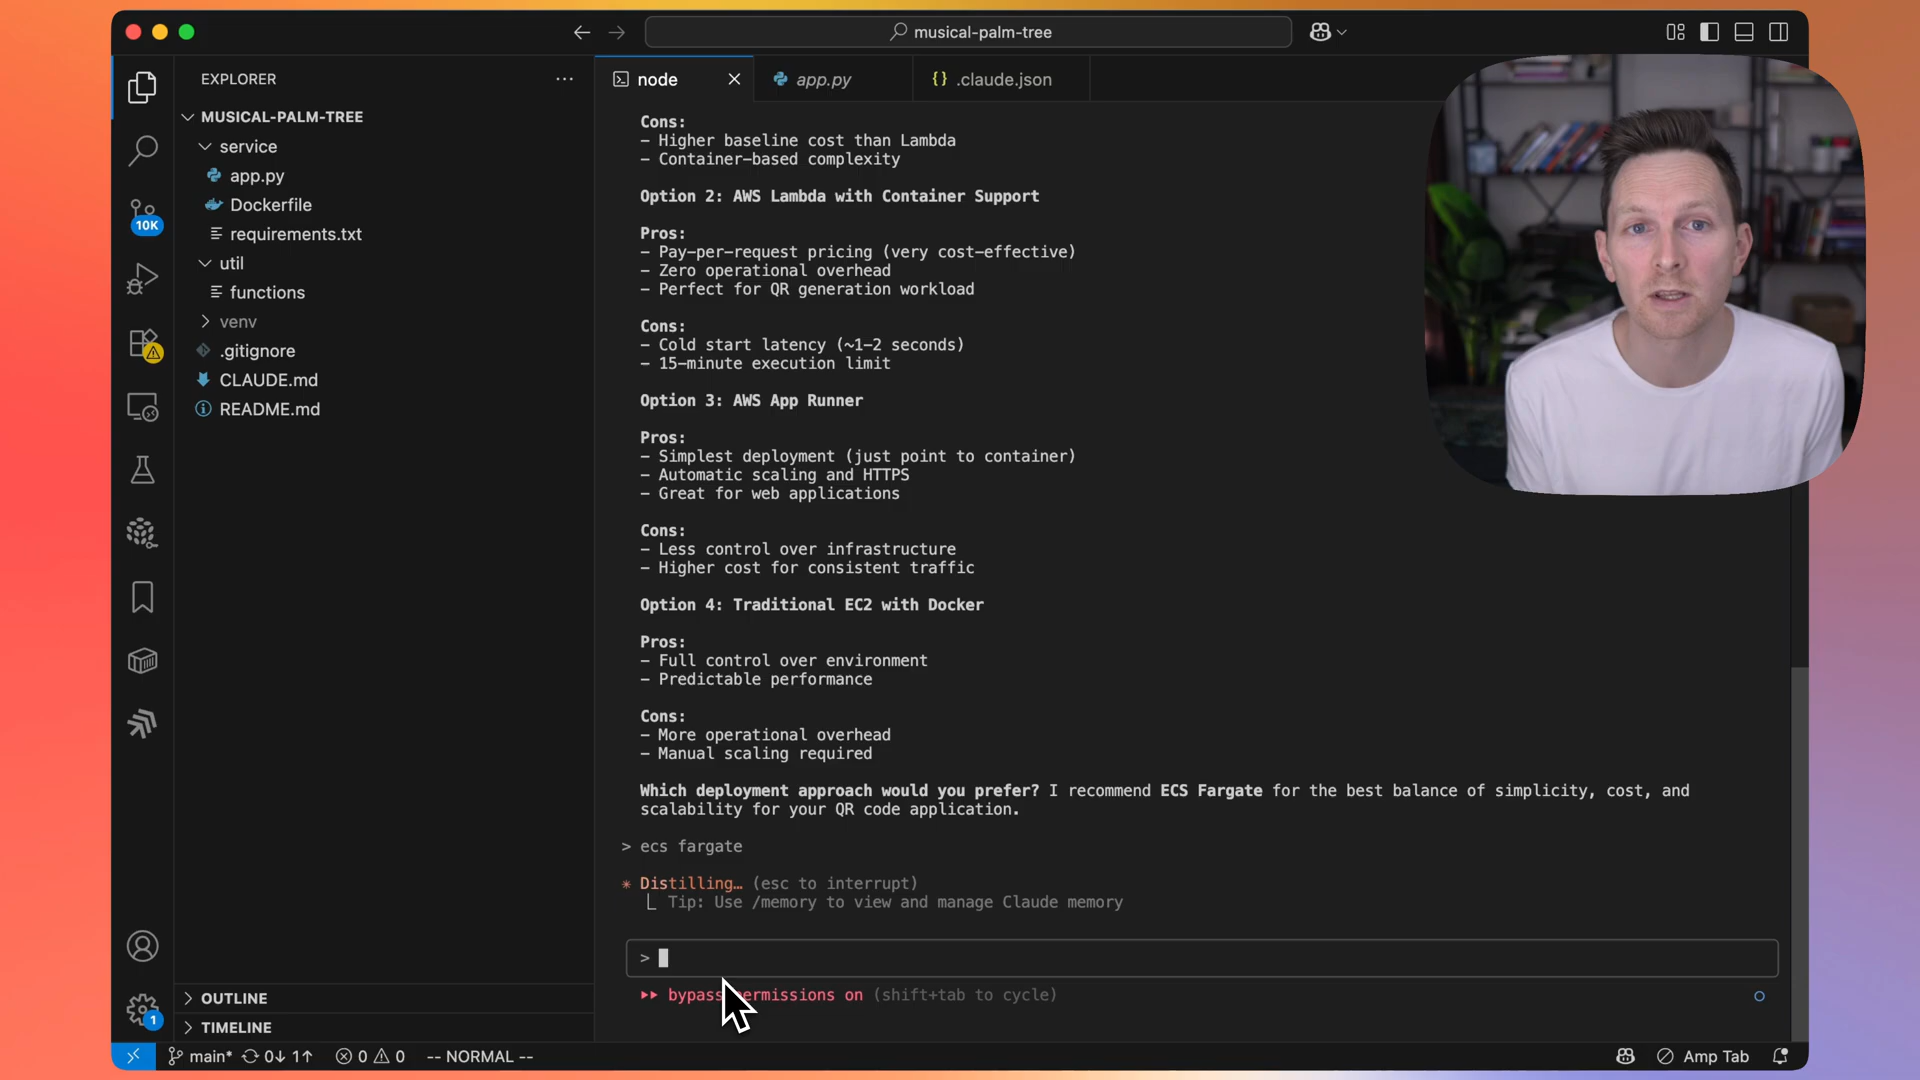 musical-palm-tree
EXPLORER
node
app.py
{} .claude.json
MUSICAL-PALM-TREE
service
app.py
Dockerfile
requirements.txt
util
functions
venv
.gitignore
CLAUDE.md
README.md
10K
1
OUTLINE
TIMELINE
Cons:
- Higher baseline cost than Lambda
- Container-based complexity
Option 2: AWS Lambda with Container Support
Pros:
- Pay-per-request pricing (very cost-effective)
- Zero operational overhead
- Perfect for QR generation workload
Cons:
- Cold start latency (~1-2 seconds)
- 15-minute execution limit
Option 3: AWS App Runner
Pros:
- Simplest deployment (just point to container)
- Automatic scaling and HTTPS
- Great for web applications
Cons:
- Less control over infrastructure
- Higher cost for consistent traffic
Option 4: Traditional EC2 with Docker
Pros:
- Full control over environment
- Predictable performance
Cons:
- More operational overhead
- Manual scaling required
Which deployment approach would you prefer? I recommend ECS Fargate for the best balance of simplicity, cost, and
scalability for your QR code application.
> ecs fargate
* Distilling… (esc to interrupt)
⎿ Tip: Use /memory to view and manage Claude memory
>
bypass permissions on (shift+tab to cycle)
main* 0↓ 1↑ 0 0 -- NORMAL --
Amp Tab